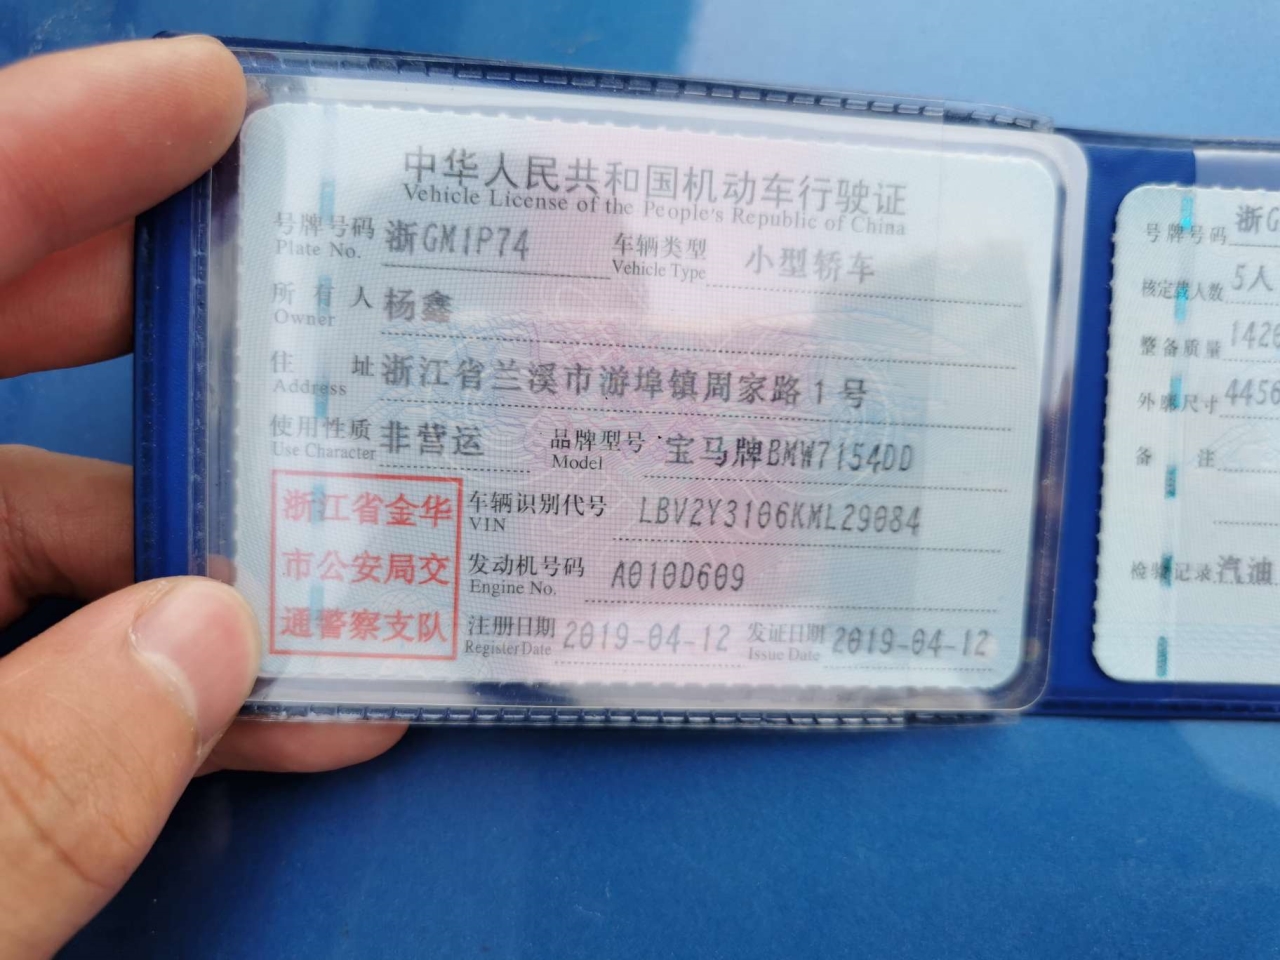 中华人民共和国机动车行驶证
Vehicle License of the People's Republic of China
号牌号码 浙GM1P74 车辆类型 小型轿车
Plate No. Vehicle Type
所有人 杨鑫
Owner
住址 浙江省兰溪市游埠镇周家路1号
Address
使用性质 非营运 品牌型号 宝马牌BMW7154DD
Use Character Model
浙江省金华
市公安局交
通警察支队
车辆识别代号 LBV2Y3106KML29084
VIN
发动机号码 A010D609
Engine No.
注册日期 2019-04-12 发证日期 2019-04-12
Register Date Issue Date
号牌号码 浙G
核定载人数 5人
整备质量 1426
外廓尺寸 4456
备注
检验记录 汽油